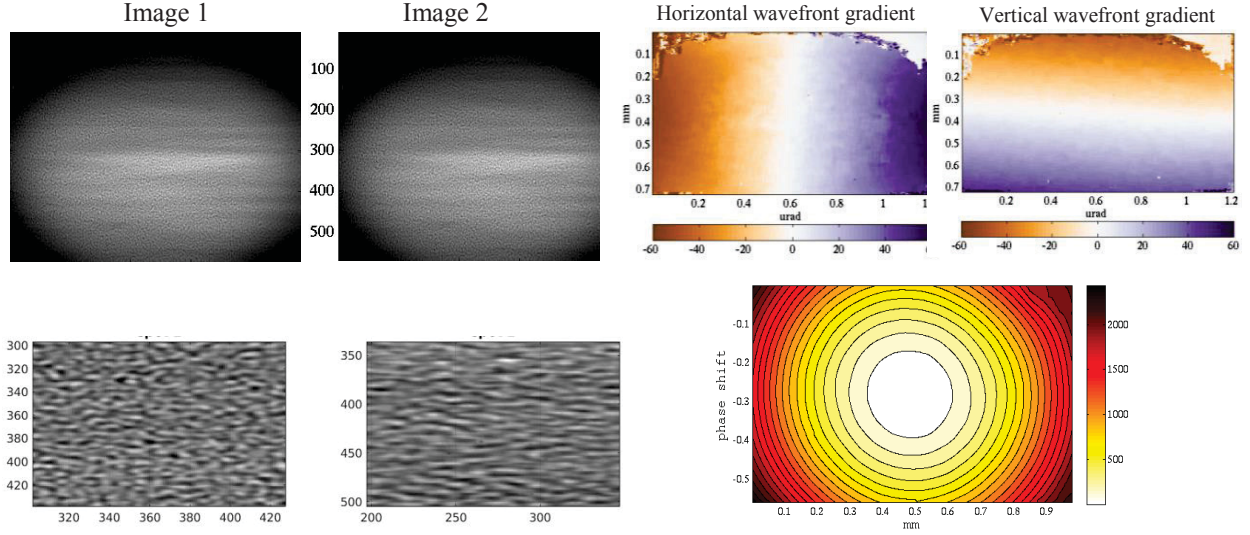 Image 1
Image 2
100
200
300
400
500
Horizontal wavefront gradient
0.1
0.2
0.3
0.4
0.5
0.6
0.7
mm
0.2 0.4 0.6 0.8 1
urad
-60 -40 -20 0 20 40
Vertical wavefront gradient
0.1
0.2
0.3
0.4
0.5
0.6
0.7
mm
0.2 0.4 0.6 0.8 1 1.2
urad
-60 -40 -20 0 20 40 60
300
320
340
360
380
400
420
320 340 360 380 400 420
350
400
450
500
200 250 300
-0.1
-0.2
-0.3
-0.4
-0.5
phase shift
0.1 0.2 0.3 0.4 0.5 0.6 0.7 0.8 0.9
mm
2000
1500
1000
500